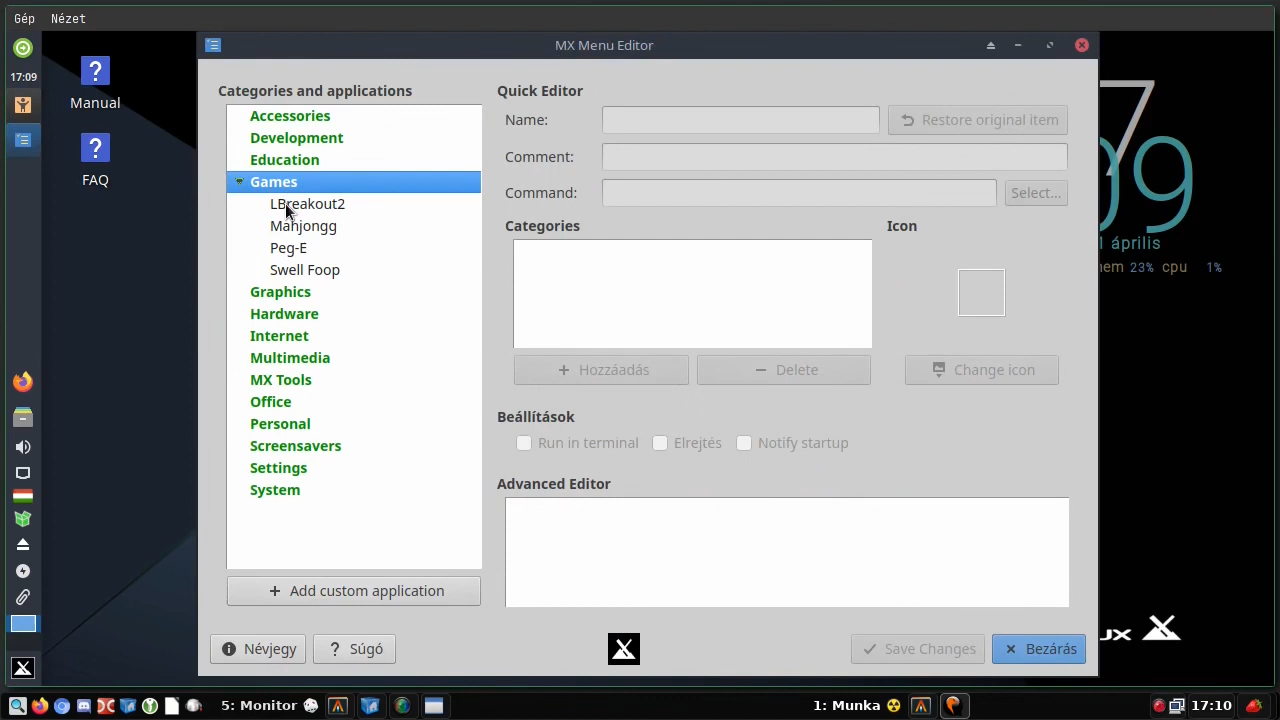 Gép Nézet
MX Menu Editor
17:09
Manual
FAQ
Categories and applications
Accessories
Development
Education
Games
LBreakout2
Mahjongg
Peg-E
Swell Foop
Graphics
Hardware
Internet
Multimedia
MX Tools
Office
Personal
Screensavers
Settings
System
Add custom application
Quick Editor
Name:
Restore original item
Comment:
Command:
Select...
Categories
Icon
Hozzáadás
Delete
Change icon
Beállítások
Run in terminal
Elrejtés
Notify startup
Advanced Editor
Névjegy
Súgó
Save Changes
Bezárás
április
23% cpu 1%
5: Monitor
1: Munka
17:10